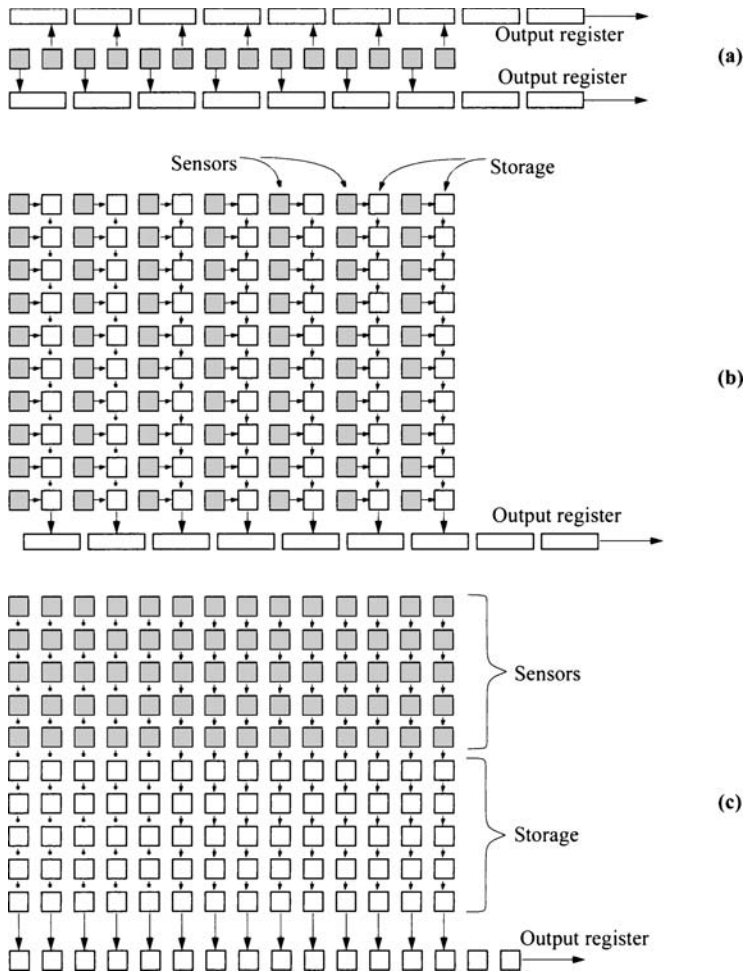 Output register
(a)
Output register
Sensors
Storage
(b)
Output register
Sensors
(c)
Storage
Output register